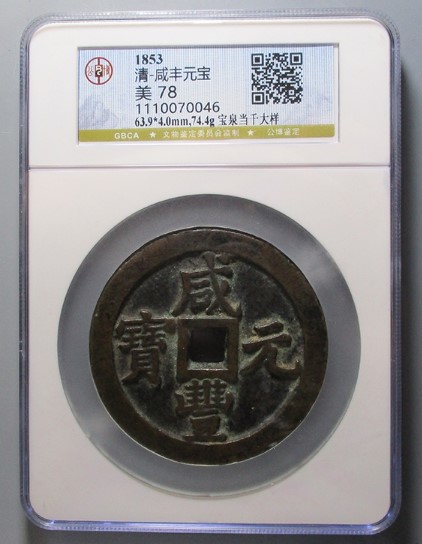 1853
清-咸丰元宝
美 78
1110070046
63.9*4.0mm,74.4g 宝泉当千大样
GBCA ★ 文物鉴定委员会监制 ★ 公博鉴定
咸
豐
元
寶